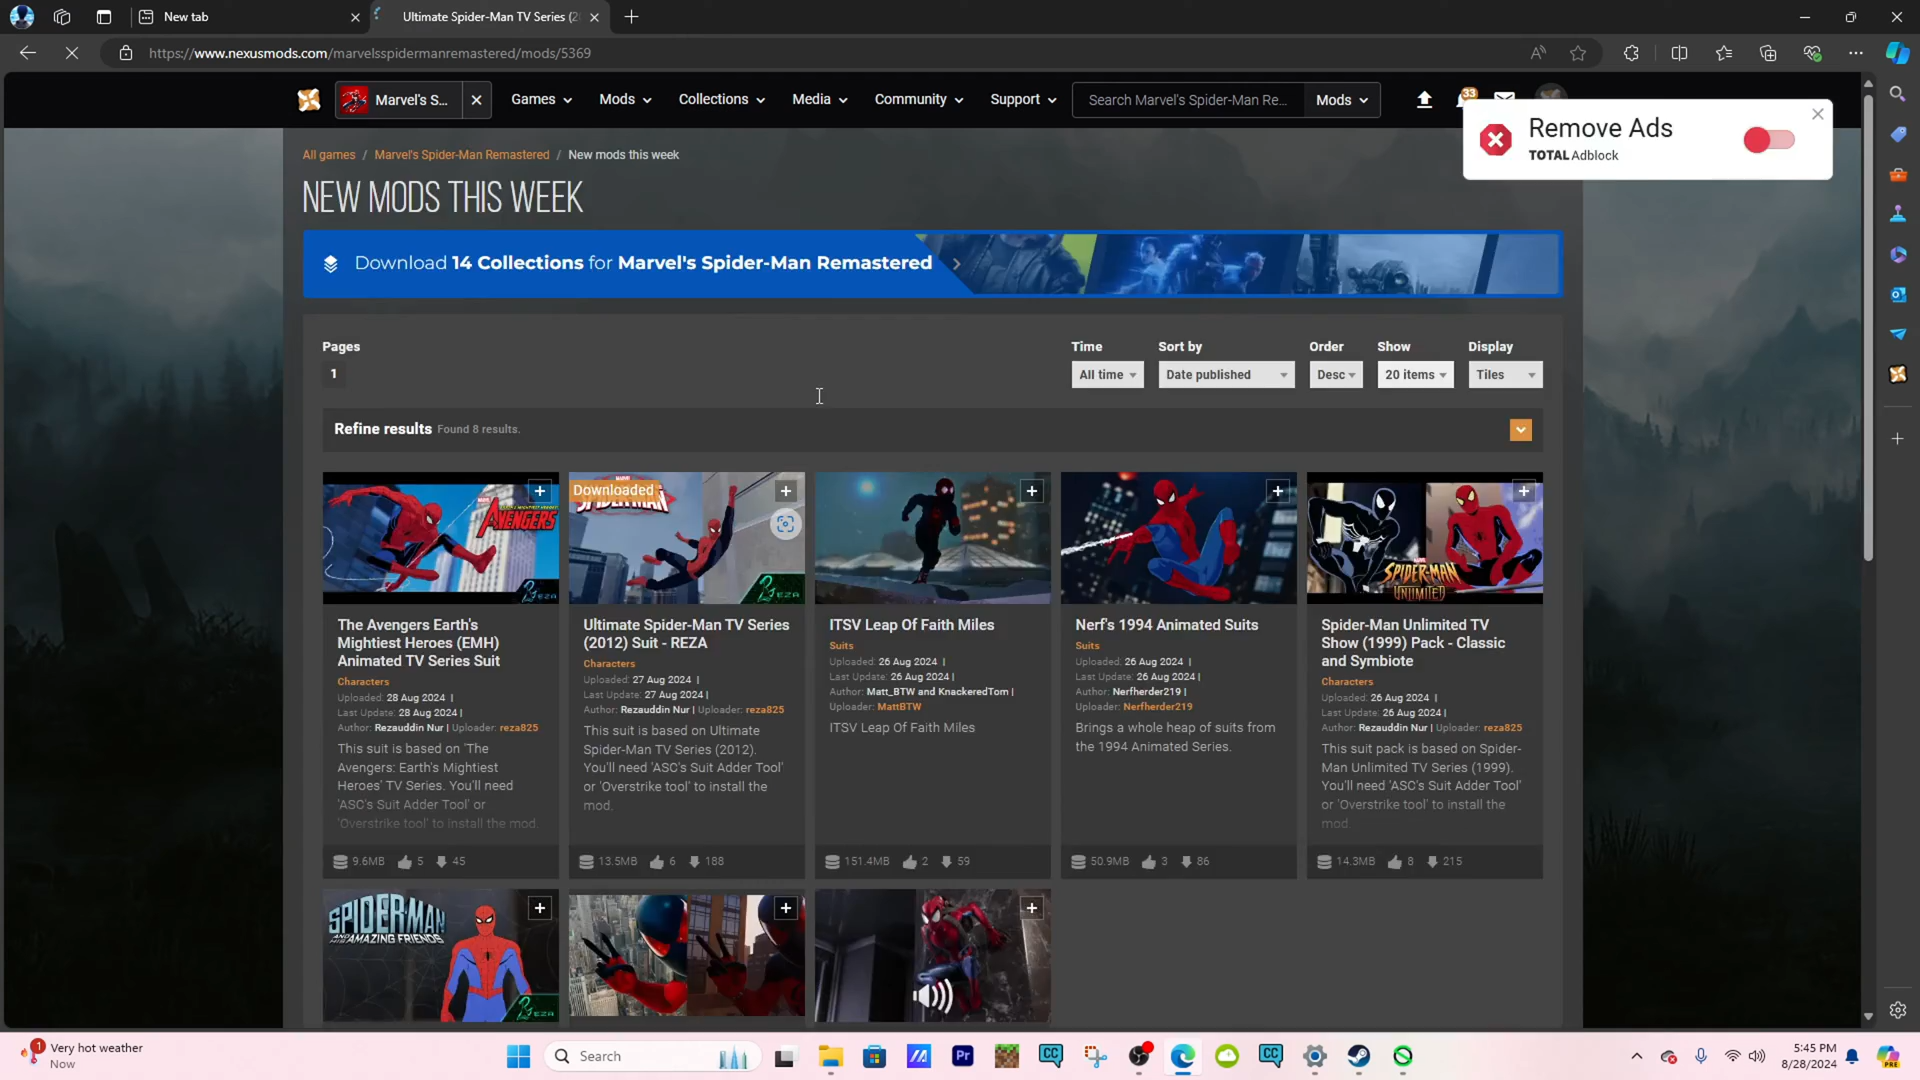 New tab
Ultimate Spider-Man TV Series (2
https://www.nexusmods.com/marvelsspidermanremastered/mods/5369
Marvel's S...
Games
Mods
Collections
Media
Community
Support
Search Marvel's Spider-Man Re...
Mods
33
Remove Ads
TOTAL Adblock
All games / Marvel's Spider-Man Remastered / New mods this week
NEW MODS THIS WEEK
Download 14 Collections for Marvel's Spider-Man Remastered
Pages
1
Time
All time
Sort by
Date published
Order
Desc
Show
20 items
Display
Tiles
Refine results Found 8 results.
MARVEL
AVENGERS
REZA
The Avengers Earth's
Mightiest Heroes (EMH)
Animated TV Series Suit
Characters
Uploaded: 28 Aug 2024 |
Last Update: 28 Aug 2024 |
Author: Rezauddin Nur | Uploader: reza825
This suit is based on 'The
Avengers: Earth's Mightiest
Heroes' TV Series. You'll need
'ASC's Suit Adder Tool' or
'Overstrike tool' to install the mod.
9.6MB 5 45
Downloaded
SPIDER-MAN
REZA
Ultimate Spider-Man TV Series
(2012) Suit - REZA
Characters
Uploaded: 27 Aug 2024 |
Last Update: 27 Aug 2024 |
Author: Rezauddin Nur | Uploader: reza825
This suit is based on Ultimate
Spider-Man TV Series (2012).
You'll need 'ASC's Suit Adder Tool'
or 'Overstrike tool' to install the
mod.
13.5MB 6 188
ITSV Leap Of Faith Miles
Suits
Uploaded: 26 Aug 2024 |
Last Update: 26 Aug 2024 |
Author: Matt_BTW and KnackeredTom |
Uploader: MattBTW
ITSV Leap Of Faith Miles
151.4MB 2 59
Nerf's 1994 Animated Suits
Suits
Uploaded: 26 Aug 2024 |
Last Update: 26 Aug 2024 |
Author: Nerfherder219 |
Uploader: Nerfherder219
Brings a whole heap of suits from
the 1994 Animated Series.
50.9MB 3 86
SPIDER-MAN
UNLIMITED
Spider-Man Unlimited TV
Show (1999) Pack - Classic
and Symbiote
Characters
Uploaded: 26 Aug 2024 |
Last Update: 26 Aug 2024 |
Author: Rezauddin Nur | Uploader: reza825
This suit pack is based on Spider-
Man Unlimited TV Series (1999).
You'll need 'ASC's Suit Adder Tool'
or 'Overstrike tool' to install the
mod
14.3MB 8 215
SPIDER-MAN
AND HIS AMAZING FRIENDS
REZA
1
Very hot weather
Now
Search
Pr
CC
CC
5:45 PM
8/28/2024
PRE